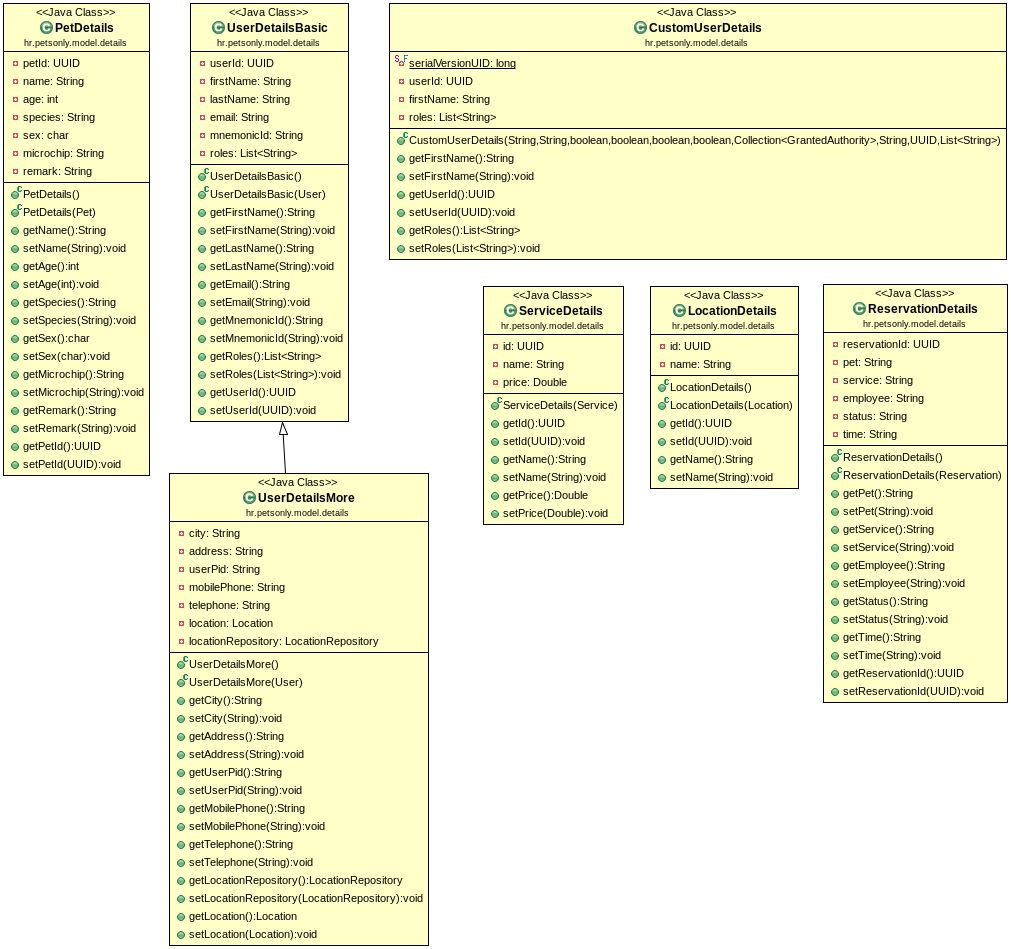 <<Java Class>>
PetDetails
hr.petsonly.model.details
petId: UUID
name: String
age: int
species: String
sex: char
microchip: String
remark: String
PetDetails()
PetDetails(Pet)
getName():String
setName(String):void
getAge():int
setAge(int):void
getSpecies():String
setSpecies(String):void
getSex():char
setSex(char):void
getMicrochip():String
setMicrochip(String):void
getRemark():String
setRemark(String):void
getPetId():UUID
setPetId(UUID):void
<<Java Class>>
UserDetailsBasic
hr.petsonly.model.details
userId: UUID
firstName: String
lastName: String
email: String
mnemonicId: String
roles: List<String>
UserDetailsBasic()
UserDetailsBasic(User)
getFirstName():String
setFirstName(String):void
getLastName():String
setLastName(String):void
getEmail():String
setEmail(String):void
getMnemonicId():String
setMnemonicId(String):void
getRoles():List<String>
setRoles(List<String>):void
getUserId():UUID
setUserId(UUID):void
<<Java Class>>
CustomUserDetails
hr.petsonly.model.details
serialVersionUID: long
userId: UUID
firstName: String
roles: List<String>
CustomUserDetails(String,String,boolean,boolean,boolean,boolean,Collection<GrantedAuthority>,String,UUID,List<String>)
getFirstName():String
setFirstName(String):void
getUserId():UUID
setUserId(UUID):void
getRoles():List<String>
setRoles(List<String>):void
<<Java Class>>
ServiceDetails
hr.petsonly.model.details
id: UUID
name: String
price: Double
ServiceDetails(Service)
getId():UUID
setId(UUID):void
getName():String
setName(String):void
getPrice():Double
setPrice(Double):void
<<Java Class>>
LocationDetails
hr.petsonly.model.details
id: UUID
name: String
LocationDetails()
LocationDetails(Location)
getId():UUID
setId(UUID):void
getName():String
setName(String):void
<<Java Class>>
ReservationDetails
hr.petsonly.model.details
reservationId: UUID
pet: String
service: String
employee: String
status: String
time: String
ReservationDetails()
ReservationDetails(Reservation)
getPet():String
setPet(String):void
getService():String
setService(String):void
getEmployee():String
setEmployee(String):void
getStatus():String
setStatus(String):void
getTime():String
setTime(String):void
getReservationId():UUID
setReservationId(UUID):void
<<Java Class>>
UserDetailsMore
hr.petsonly.model.details
city: String
address: String
userPid: String
mobilePhone: String
telephone: String
location: Location
locationRepository: LocationRepository
UserDetailsMore()
UserDetailsMore(User)
getCity():String
setCity(String):void
getAddress():String
setAddress(String):void
getUserPid():String
setUserPid(String):void
getMobilePhone():String
setMobilePhone(String):void
getTelephone():String
setTelephone(String):void
getLocationRepository():LocationRepository
setLocationRepository(LocationRepository):void
getLocation():Location
setLocation(Location):void